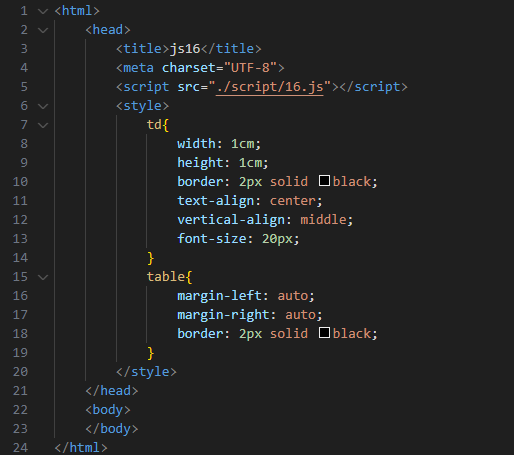 1 <html>
2 <head>
3 <title>js16</title>
4 <meta charset="UTF-8">
5 <script src="./script/16.js"></script>
6 <style>
7 td{
8 width: 1cm;
9 height: 1cm;
10 border: 2px solid black;
11 text-align: center;
12 vertical-align: middle;
13 font-size: 20px;
14 }
15 table{
16 margin-left: auto;
17 margin-right: auto;
18 border: 2px solid black;
19 }
20 </style>
21 </head>
22 <body>
23 </body>
24 </html>